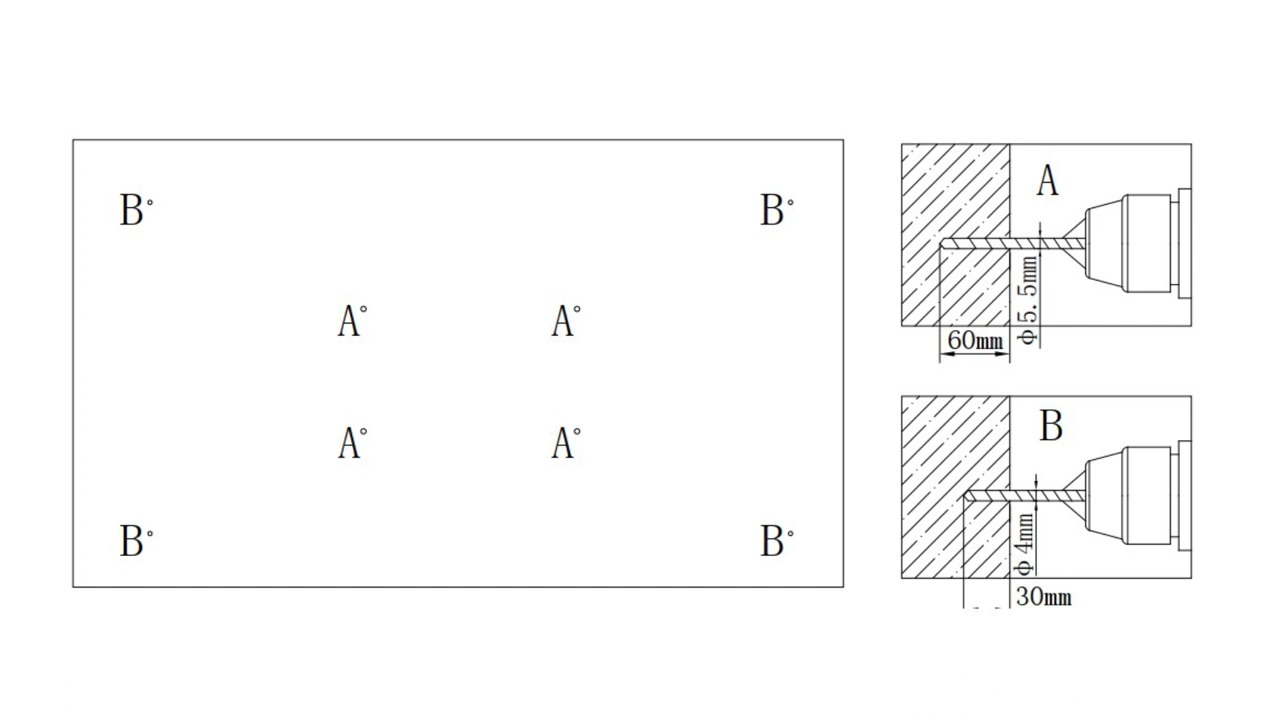 B° B°
A° A°
A° A°
B° B°
A
Φ5.5mm
60mm
B
Φ4mm
30mm